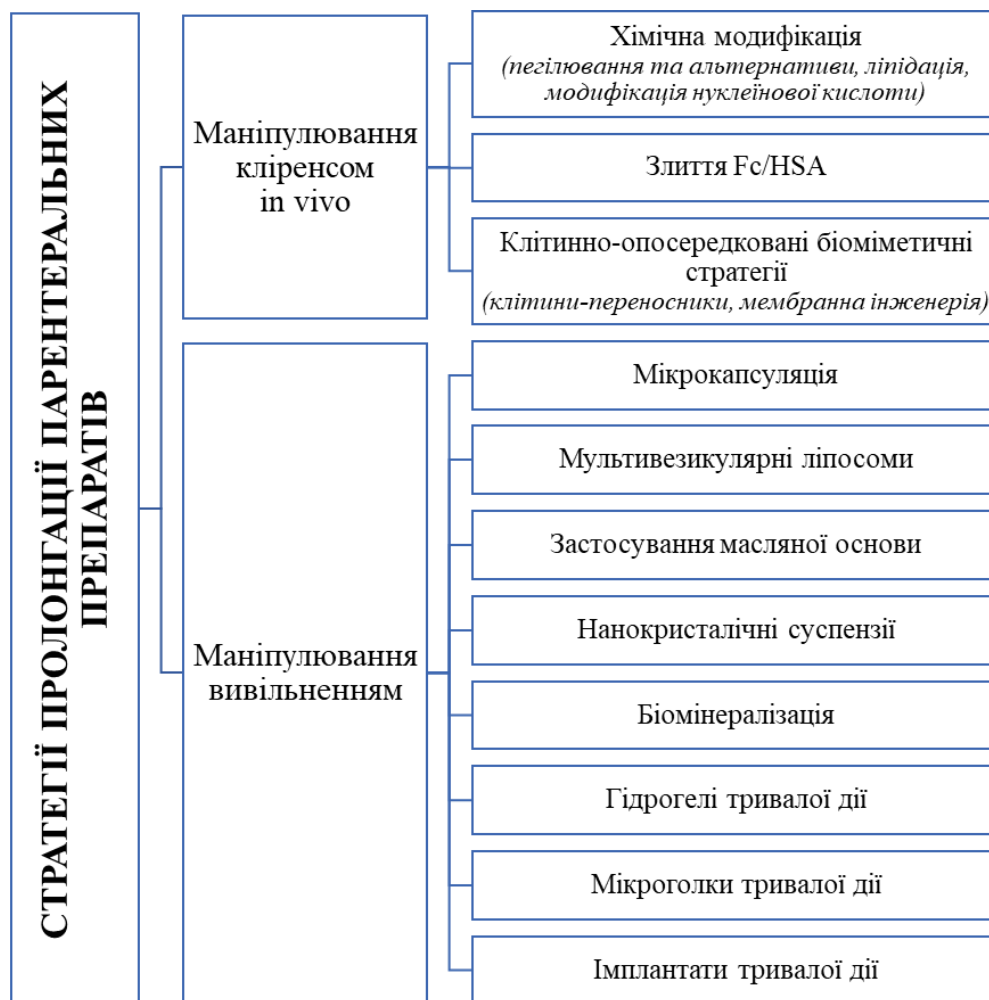 СТРАТЕГІЇ ПРОЛОНГАЦІЇ ПАРЕНТЕРАЛЬНИХ
ПРЕПАРАТІВ
Маніпулювання
кліренсом
in vivo
Хімічна модифікація
(пегілювання та альтернативи, ліпідація,
модифікація нуклеїнової кислоти)
Злиття Fc/HSA
Клітинно-опосередковані біоміметичні
стратегії
(клітини-переносники, мембранна інженерія)
Маніпулювання
вивільненням
Мікрокапсуляція
Мультивезикулярні ліпосоми
Застосування масляної основи
Нанокристалічні суспензії
Біомінералізація
Гідрогелі тривалої дії
Мікроголки тривалої дії
Імплантати тривалої дії